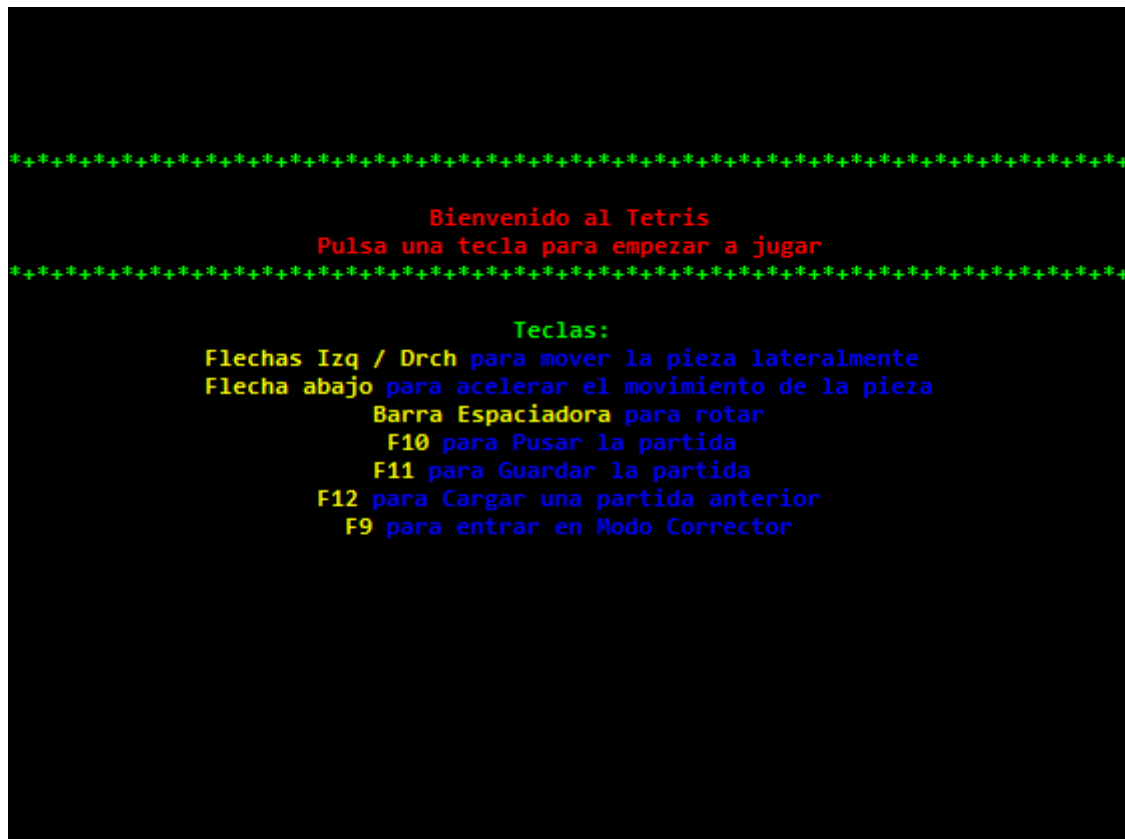 *+*+*+*+*+*+*+*+*+*+*+*+*+*+*+*+*+*+*+*+*+*+*+*+*+*+*+*+*+*+*+*+*+*+*+*+*+*+*+*+
Bienvenido al Tetris
Pulsa una tecla para empezar a jugar
*+*+*+*+*+*+*+*+*+*+*+*+*+*+*+*+*+*+*+*+*+*+*+*+*+*+*+*+*+*+*+*+*+*+*+*+*+*+*+*+
Teclas:
Flechas Izq / Drch para mover la pieza lateralmente
Flecha abajo para acelerar el movimiento de la pieza
Barra Espaciadora para rotar
F10 para Pusar la partida
F11 para Guardar la partida
F12 para Cargar una partida anterior
F9 para entrar en Modo Corrector